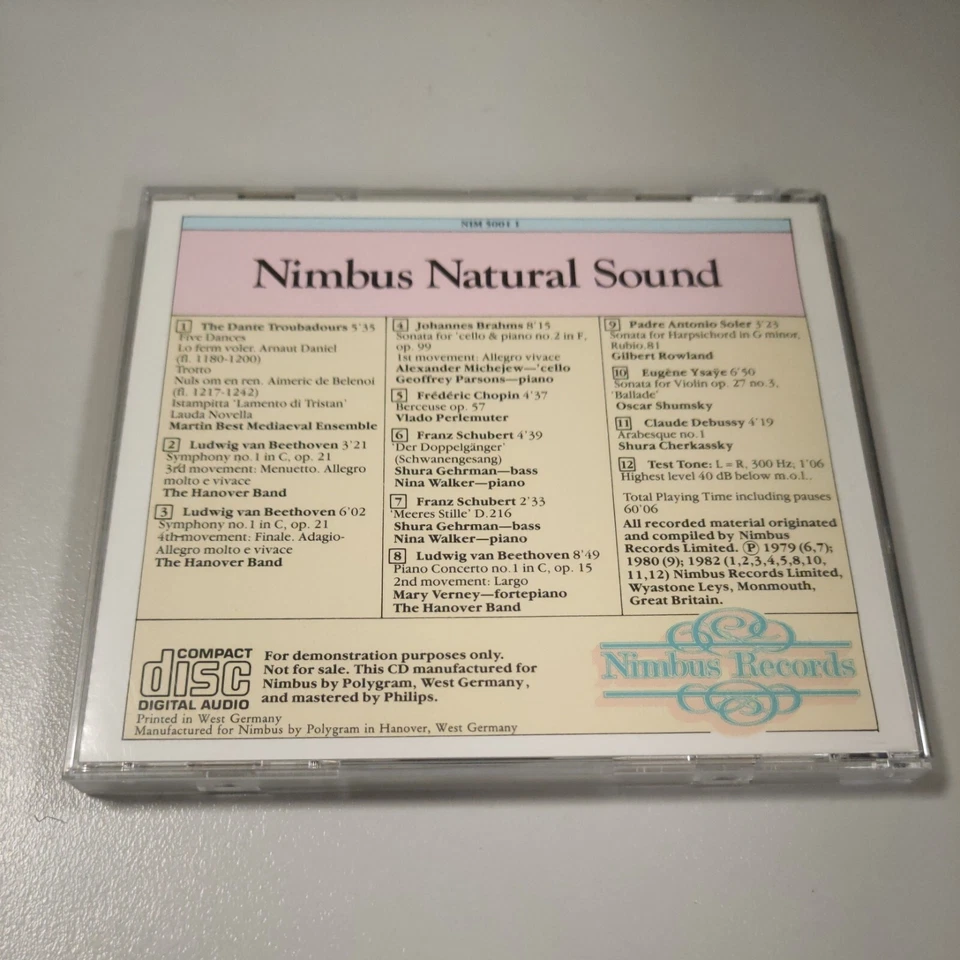 NIM 5001 1
Nimbus Natural Sound
1 The Dante Troubadours 5'35
Five Dances
Lo ferm voler. Arnaut Daniel
(fl. 1180-1200)
Trotto
Nuls om en ren. Aimeric de Belenoi
(fl. 1217-1242)
Istampitta 'Lamento di Tristan'
Lauda Novella
Martin Best Mediaeval Ensemble
2 Ludwig van Beethoven 3'21
Symphony no. 1 in C, op. 21
3rd movement: Menuetto. Allegro
molto e vivace
The Hanover Band
3 Ludwig van Beethoven 6'02
Symphony no. 1 in C, op. 21
4th movement: Finale. Adagio-
Allegro molto e vivace
The Hanover Band
4 Johannes Brahms 8'15
Sonata for 'cello & piano no. 2 in F,
op. 99
1st movement: Allegro vivace
Alexander Michejew—'cello
Geoffrey Parsons—piano
5 Frédéric Chopin 4'37
Berceuse op. 57
Vlado Perlemuter
6 Franz Schubert 4'39
'Der Doppelgänger'
(Schwanengesang)
Shura Gehrman—bass
Nina Walker—piano
7 Franz Schubert 2'33
'Meeres Stille' D.216
Shura Gehrman—bass
Nina Walker—piano
8 Ludwig van Beethoven 8'49
Piano Concerto no. 1 in C, op. 15
2nd movement: Largo
Mary Verney—fortepiano
The Hanover Band
9 Padre Antonio Soler 3'23
Sonata for Harpsichord in G minor,
Rubio.81
Gilbert Rowland
10 Eugène Ysaÿe 6'50
Sonata for Violin op. 27 no. 3,
'Ballade'
Oscar Shumsky
11 Claude Debussy 4'19
Arabesque no. 1
Shura Cherkassky
12 Test Tone: L = R, 300 Hz, 1'06
Highest level 40 dB below m.o.l..
Total Playing Time including pauses
60'06
All recorded material originated
and compiled by Nimbus
Records Limited. Ⓟ 1979 (6,7);
1980 (9); 1982 (1,2,3,4,5,8,10,
11,12) Nimbus Records Limited,
Wyastone Leys, Monmouth,
Great Britain.
COMPACT
disc
DIGITAL AUDIO
For demonstration purposes only.
Not for sale. This CD manufactured for
Nimbus by Polygram, West Germany,
and mastered by Philips.
Nimbus Records
Printed in West Germany
Manufactured for Nimbus by Polygram in Hanover, West Germany